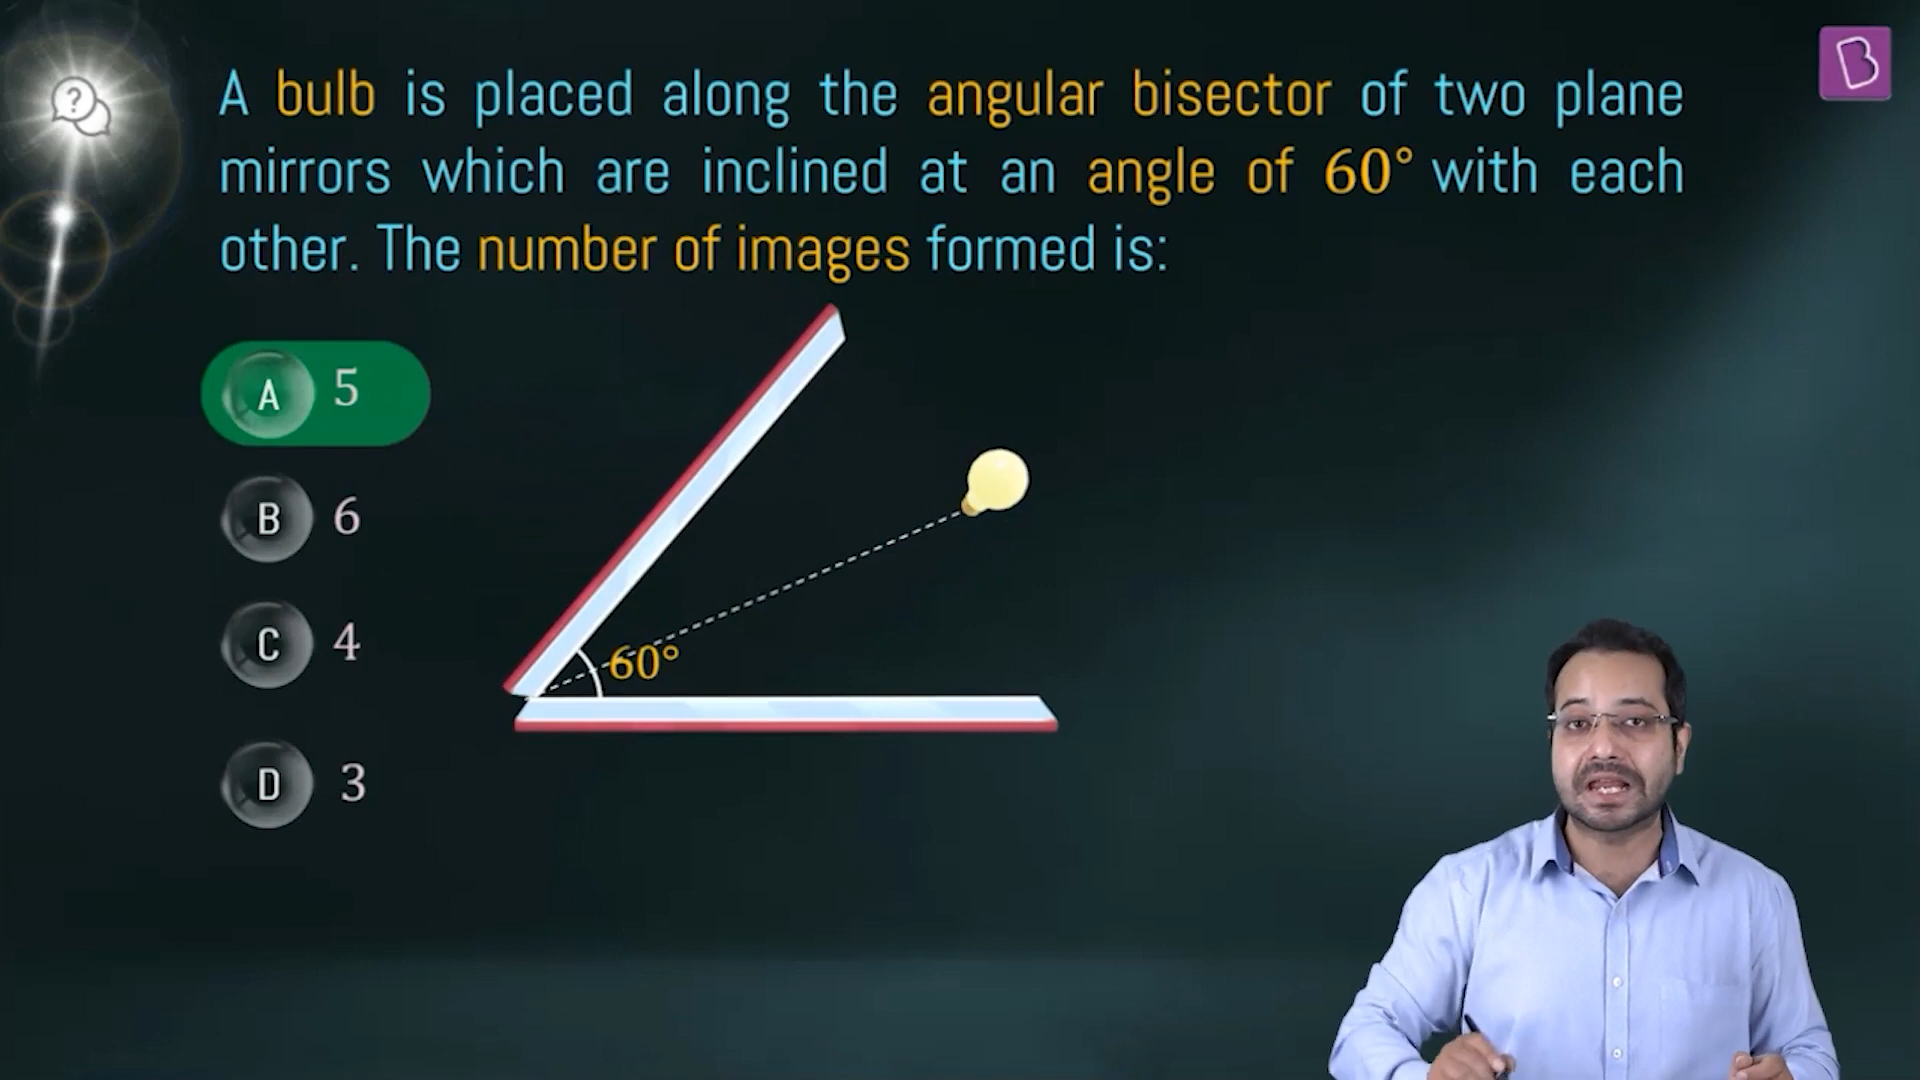 A bulb is placed along the angular bisector of two plane
mirrors which are inclined at an angle of 60° with each
other. The number of images formed is:
A 5
B 6
C 4
D 3
60°
?
B